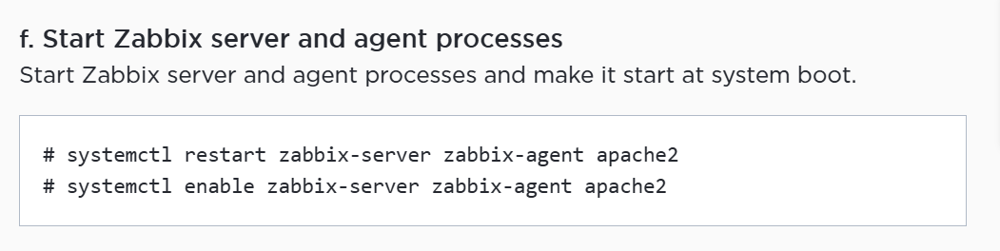 f. Start Zabbix server and agent processes
Start Zabbix server and agent processes and make it start at system boot.
# systemctl restart zabbix-server zabbix-agent apache2
# systemctl enable zabbix-server zabbix-agent apache2